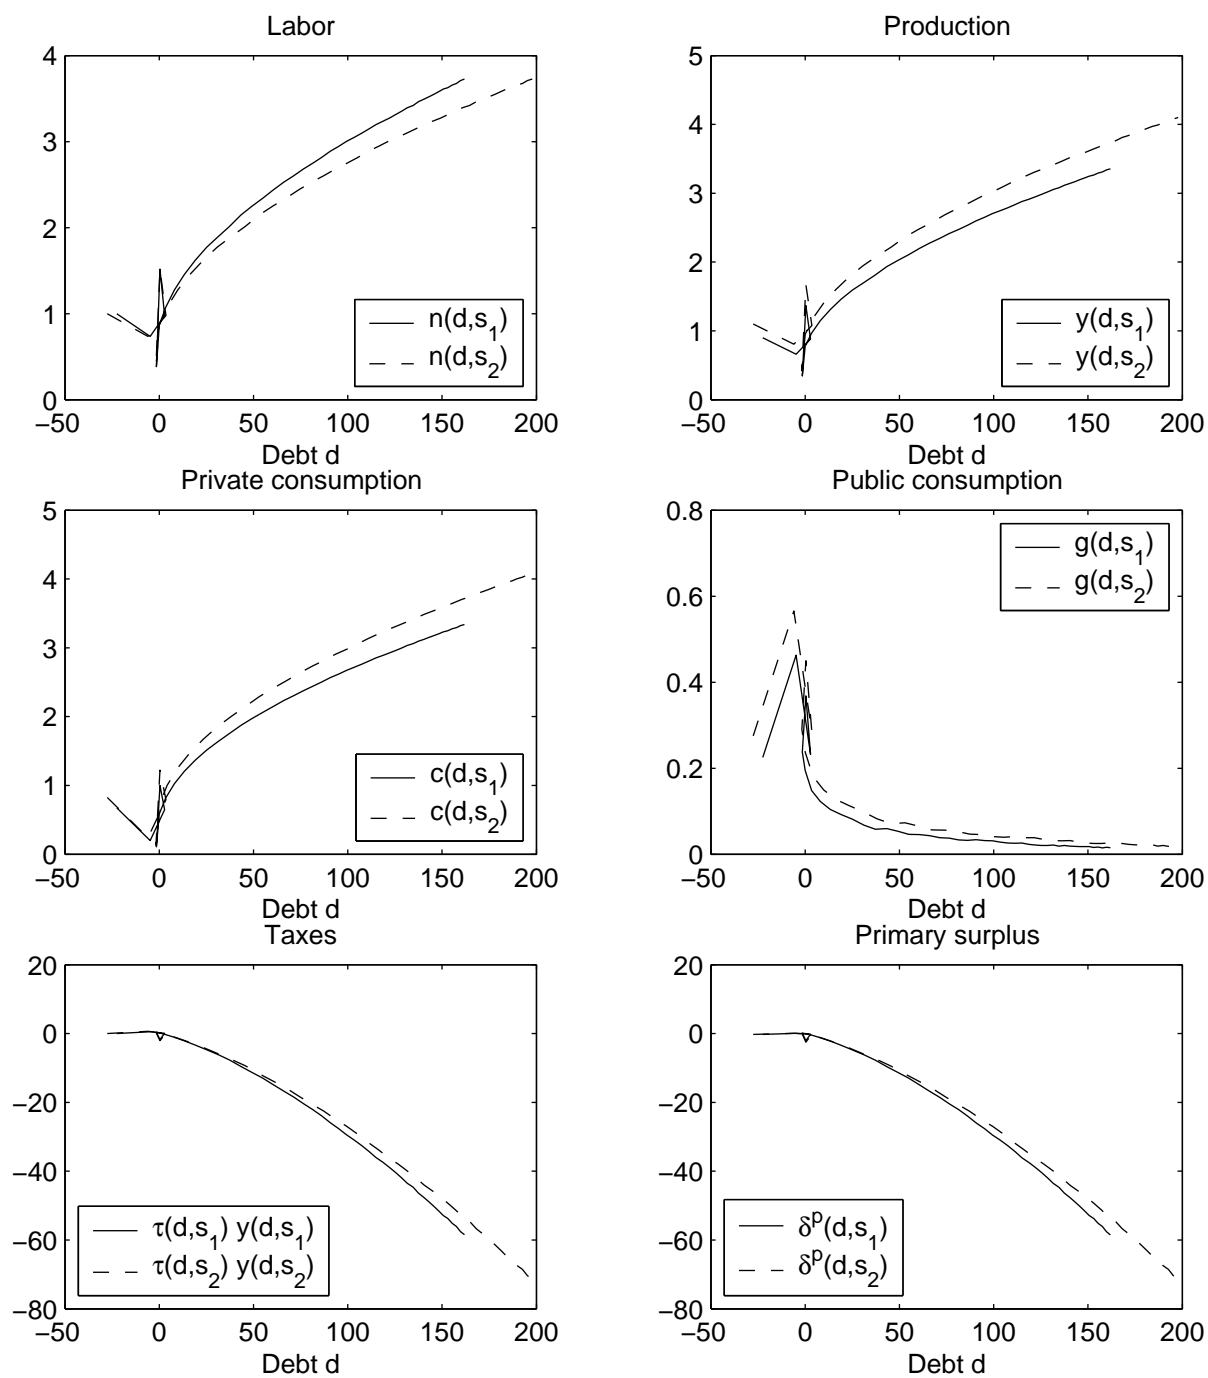 Labor
4
3
2
1
0
−50 0 50 100 150 200
Debt d
n(d,s₁)
n(d,s₂)
Production
5
4
3
2
1
0
−50 0 50 100 150 200
Debt d
y(d,s₁)
y(d,s₂)
Private consumption
5
4
3
2
1
0
−50 0 50 100 150 200
Debt d
c(d,s₁)
c(d,s₂)
Public consumption
0.8
0.6
0.4
0.2
0
−50 0 50 100 150 200
Debt d
g(d,s₁)
g(d,s₂)
Taxes
20
0
−20
−40
−60
−80
−50 0 50 100 150 200
Debt d
τ(d,s₁) y(d,s₁)
τ(d,s₂) y(d,s₂)
Primary surplus
20
0
−20
−40
−60
−80
−50 0 50 100 150 200
Debt d
δᵖ(d,s₁)
δᵖ(d,s₂)